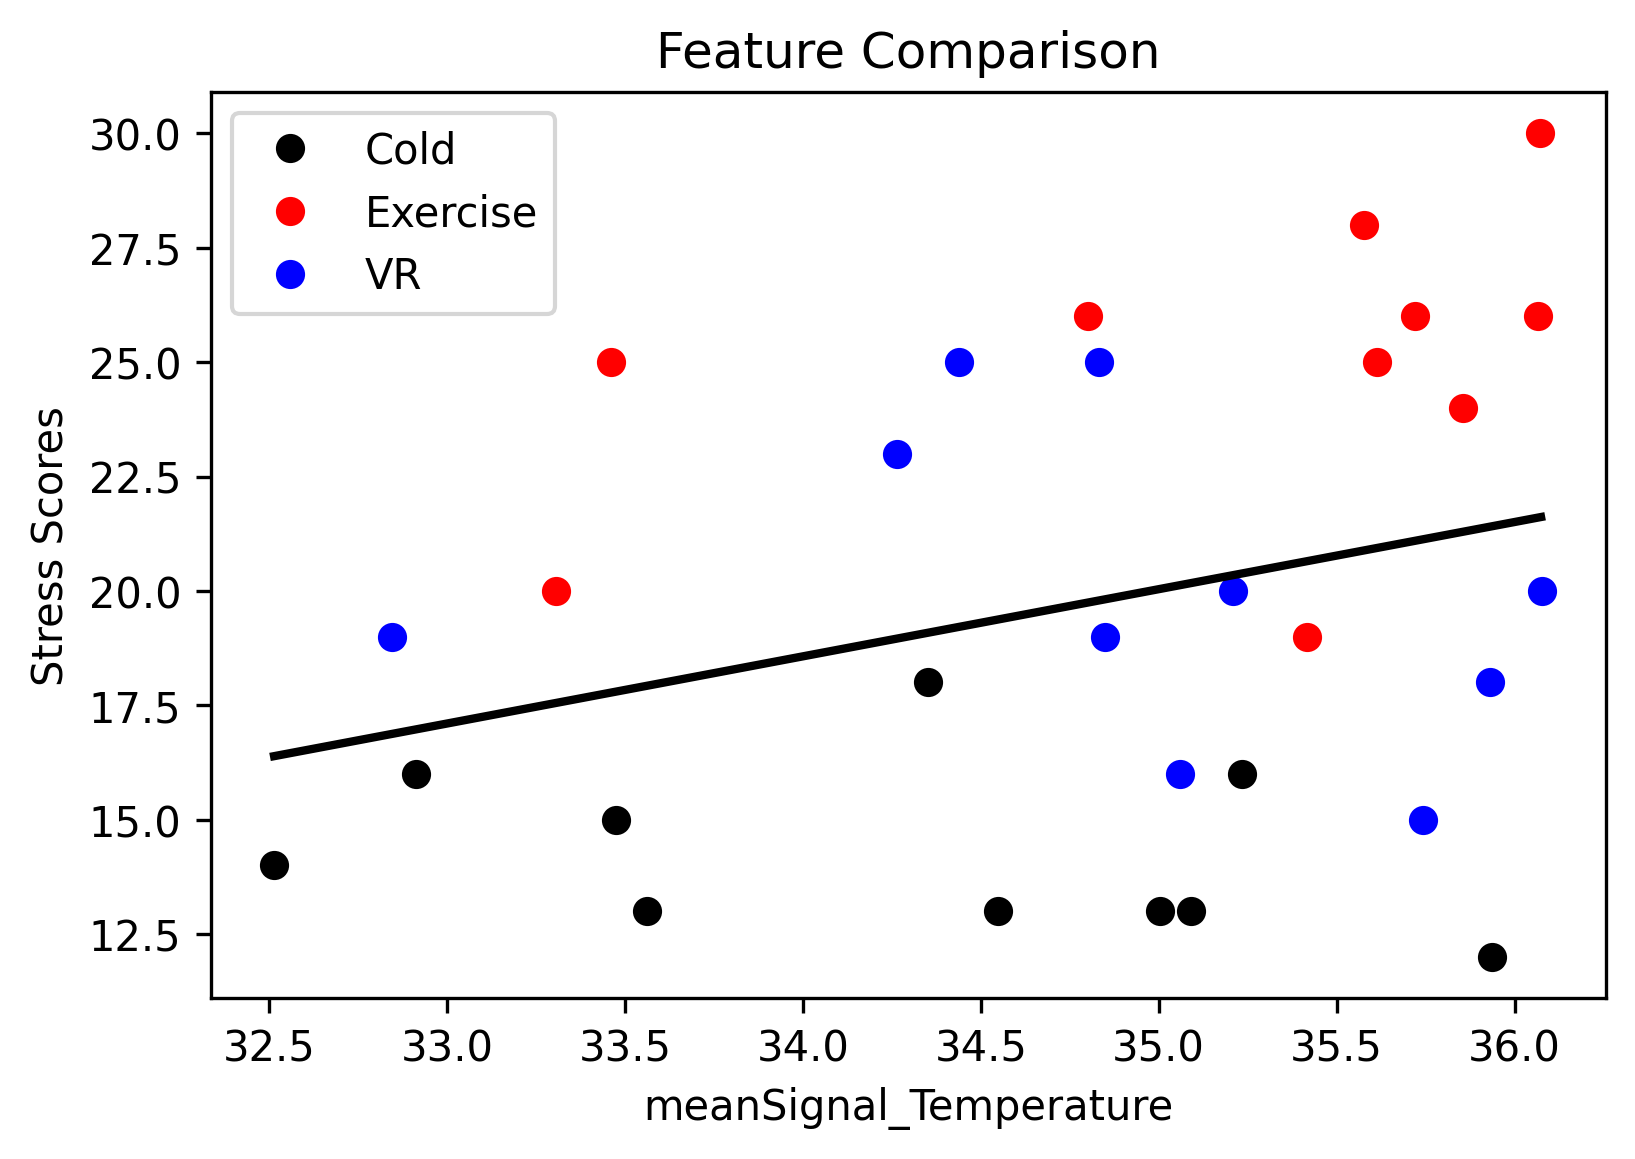 Feature Comparison
Cold
Exercise
VR
30.0
27.5
25.0
22.5
20.0
17.5
15.0
12.5
Stress Scores
32.5 33.0 33.5 34.0 34.5 35.0 35.5 36.0
meanSignal_Temperature